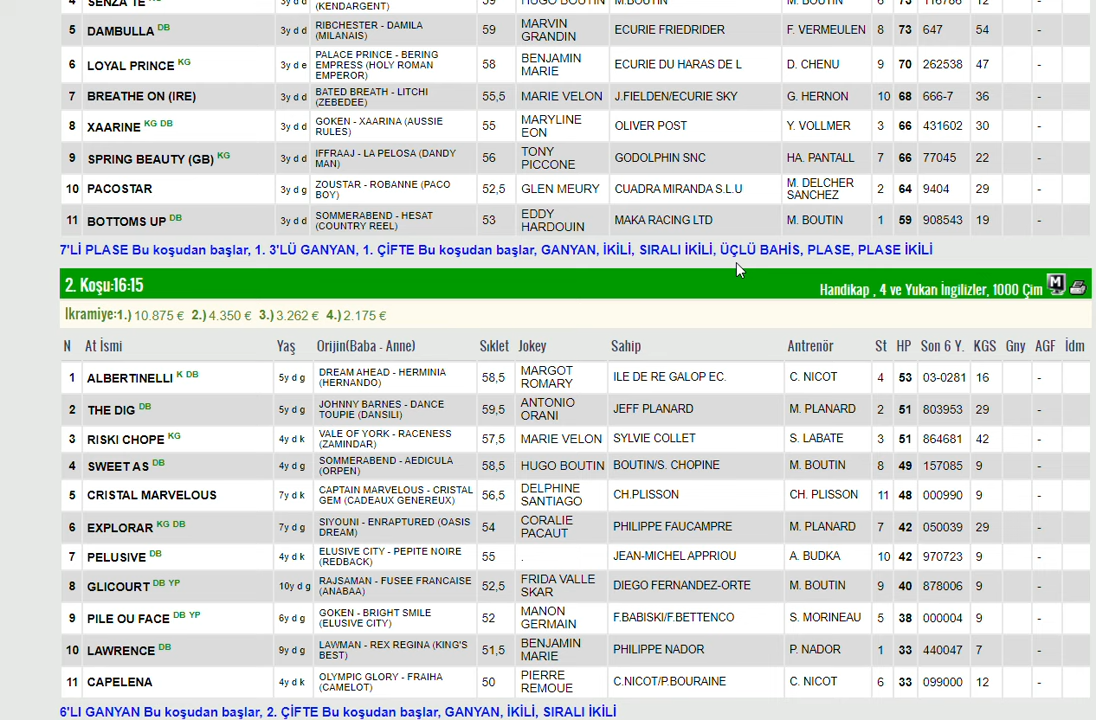 4 SENZA TE KG 3y d d (KENDARGENT) 59 HUGO BOUTIN M.BOUTIN M. BOUTIN 6 73 116786 12 -
5 DAMBULLA DB 3y d d RIBCHESTER - DAMILA (MILANAIS) 59 MARVIN GRANDIN ECURIE FRIEDRIDER F. VERMEULEN 8 73 647 54 -
6 LOYAL PRINCE KG 3y d e PALACE PRINCE - BERING EMPRESS (HOLY ROMAN EMPEROR) 58 BENJAMIN MARIE ECURIE DU HARAS DE L D. CHENU 9 70 262538 47 -
7 BREATHE ON (IRE) 3y d d BATED BREATH - LITCHI (ZEBEDEE) 55,5 MARIE VELON J.FIELDEN/ECURIE SKY G. HERNON 10 68 666-7 36 -
8 XAARINE KG DB 3y d d GOKEN - XAARINA (AUSSIE RULES) 55 MARYLINE EON OLIVER POST Y. VOLLMER 3 66 431602 30 -
9 SPRING BEAUTY (GB) KG 3y d d IFFRAAJ - LA PELOSA (DANDY MAN) 56 TONY PICCONE GODOLPHIN SNC HA. PANTALL 7 66 77045 22 -
10 PACOSTAR 3y d g ZOUSTAR - ROBANNE (PACO BOY) 52,5 GLEN MEURY CUADRA MIRANDA S.L.U M. DELCHER SANCHEZ 2 64 9404 29 -
11 BOTTOMS UP DB 3y d d SOMMERABEND - HESAT (COUNTRY REEL) 53 EDDY HARDOUIN MAKA RACING LTD M. BOUTIN 1 59 908543 19 -
7'Lİ PLASE Bu koşudan başlar, 1. 3'LÜ GANYAN, 1. ÇİFTE Bu koşudan başlar, GANYAN, İKİLİ, SIRALI İKİLİ, ÜÇLÜ BAHİS, PLASE, PLASE İKİLİ
2. Koşu:16:15 Handikap , 4 ve Yukarı İngilizler, 1000 Çim M
İkramiye:1.) 10.875 € 2.) 4.350 € 3.) 3.262 € 4.) 2.175 €
N At İsmi Yaş Orijin(Baba - Anne) Sıklet Jokey Sahip Antrenör St HP Son 6 Y. KGS Gny AGF İdm
1 ALBERTINELLI K DB 5y d g DREAM AHEAD - HERMINIA (HERNANDO) 58,5 MARGOT ROMARY ILE DE RE GALOP EC. C. NICOT 4 53 03-0281 16 -
2 THE DIG DB 5y d g JOHNNY BARNES - DANCE TOUPIE (DANSILI) 59,5 ANTONIO ORANI JEFF PLANARD M. PLANARD 2 51 803953 29 -
3 RISKI CHOPE KG 4y d k VALE OF YORK - RACENESS (ZAMINDAR) 57,5 MARIE VELON SYLVIE COLLET S. LABATE 3 51 864681 42 -
4 SWEET AS DB 4y d g SOMMERABEND - AEDICULA (ORPEN) 58,5 HUGO BOUTIN BOUTIN/S. CHOPINE M. BOUTIN 8 49 157085 9 -
5 CRISTAL MARVELOUS 7y d k CAPTAIN MARVELOUS - CRISTAL GEM (CADEAUX GENEREUX) 56,5 DELPHINE SANTIAGO CH.PLISSON CH. PLISSON 11 48 000990 9 -
6 EXPLORAR KG DB 7y d g SIYOUNI - ENRAPTURED (OASIS DREAM) 54 CORALIE PACAUT PHILIPPE FAUCAMPRE M. PLANARD 7 42 050039 29 -
7 PELUSIVE DB 4y d k ELUSIVE CITY - PEPITE NOIRE (REDBACK) 55 . JEAN-MICHEL APPRIOU A. BUDKA 10 42 970723 9 -
8 GLICOURT DB YP 10y d g RAJSAMAN - FUSEE FRANCAISE (ANABAA) 52,5 FRIDA VALLE SKAR DIEGO FERNANDEZ-ORTE M. BOUTIN 9 40 878006 9 -
9 PILE OU FACE DB YP 6y d g GOKEN - BRIGHT SMILE (ELUSIVE CITY) 52 MANON GERMAIN F.BABISKI/F.BETTENCO S. MORINEAU 5 38 000004 9 -
10 LAWRENCE DB 9y d g LAWMAN - REX REGINA (KING'S BEST) 51,5 BENJAMIN MARIE PHILIPPE NADOR P. NADOR 1 33 440047 7 -
11 CAPELENA 4y d k OLYMPIC GLORY - FRAIHA (CAMELOT) 50 PIERRE REMOUE C.NICOT/P.BOURAINE C. NICOT 6 33 099000 12 -
6'LI GANYAN Bu koşudan başlar, 2. ÇİFTE Bu koşudan başlar, GANYAN, İKİLİ, SIRALI İKİLİ